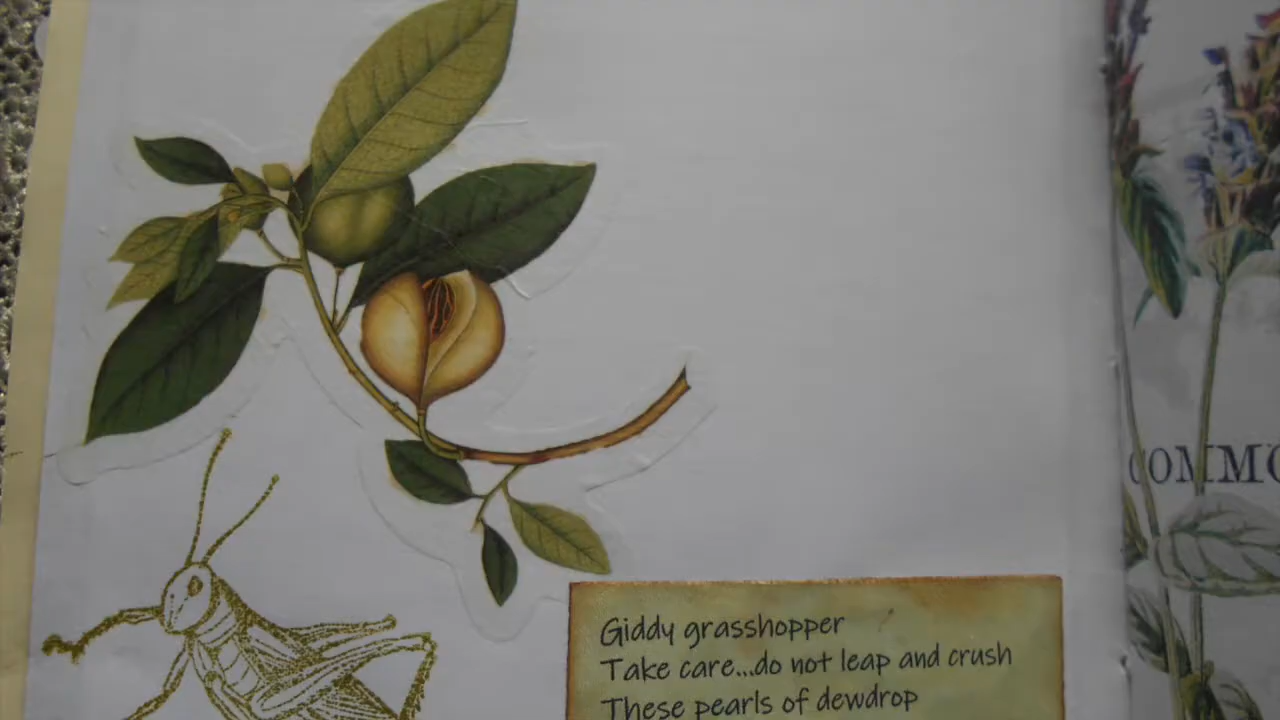 Giddy grasshopper
Take care...do not leap and crush
These pearls of dewdrop
COMMO